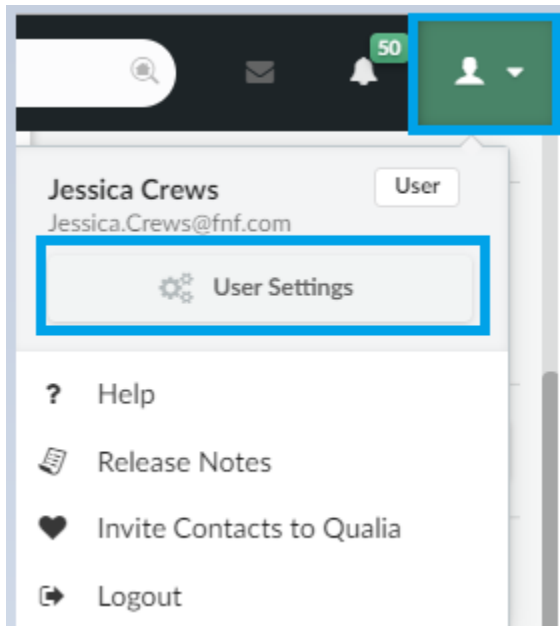 50
Jessica Crews
User
Jessica.Crews@fnf.com
User Settings
? Help
Release Notes
Invite Contacts to Qualia
Logout